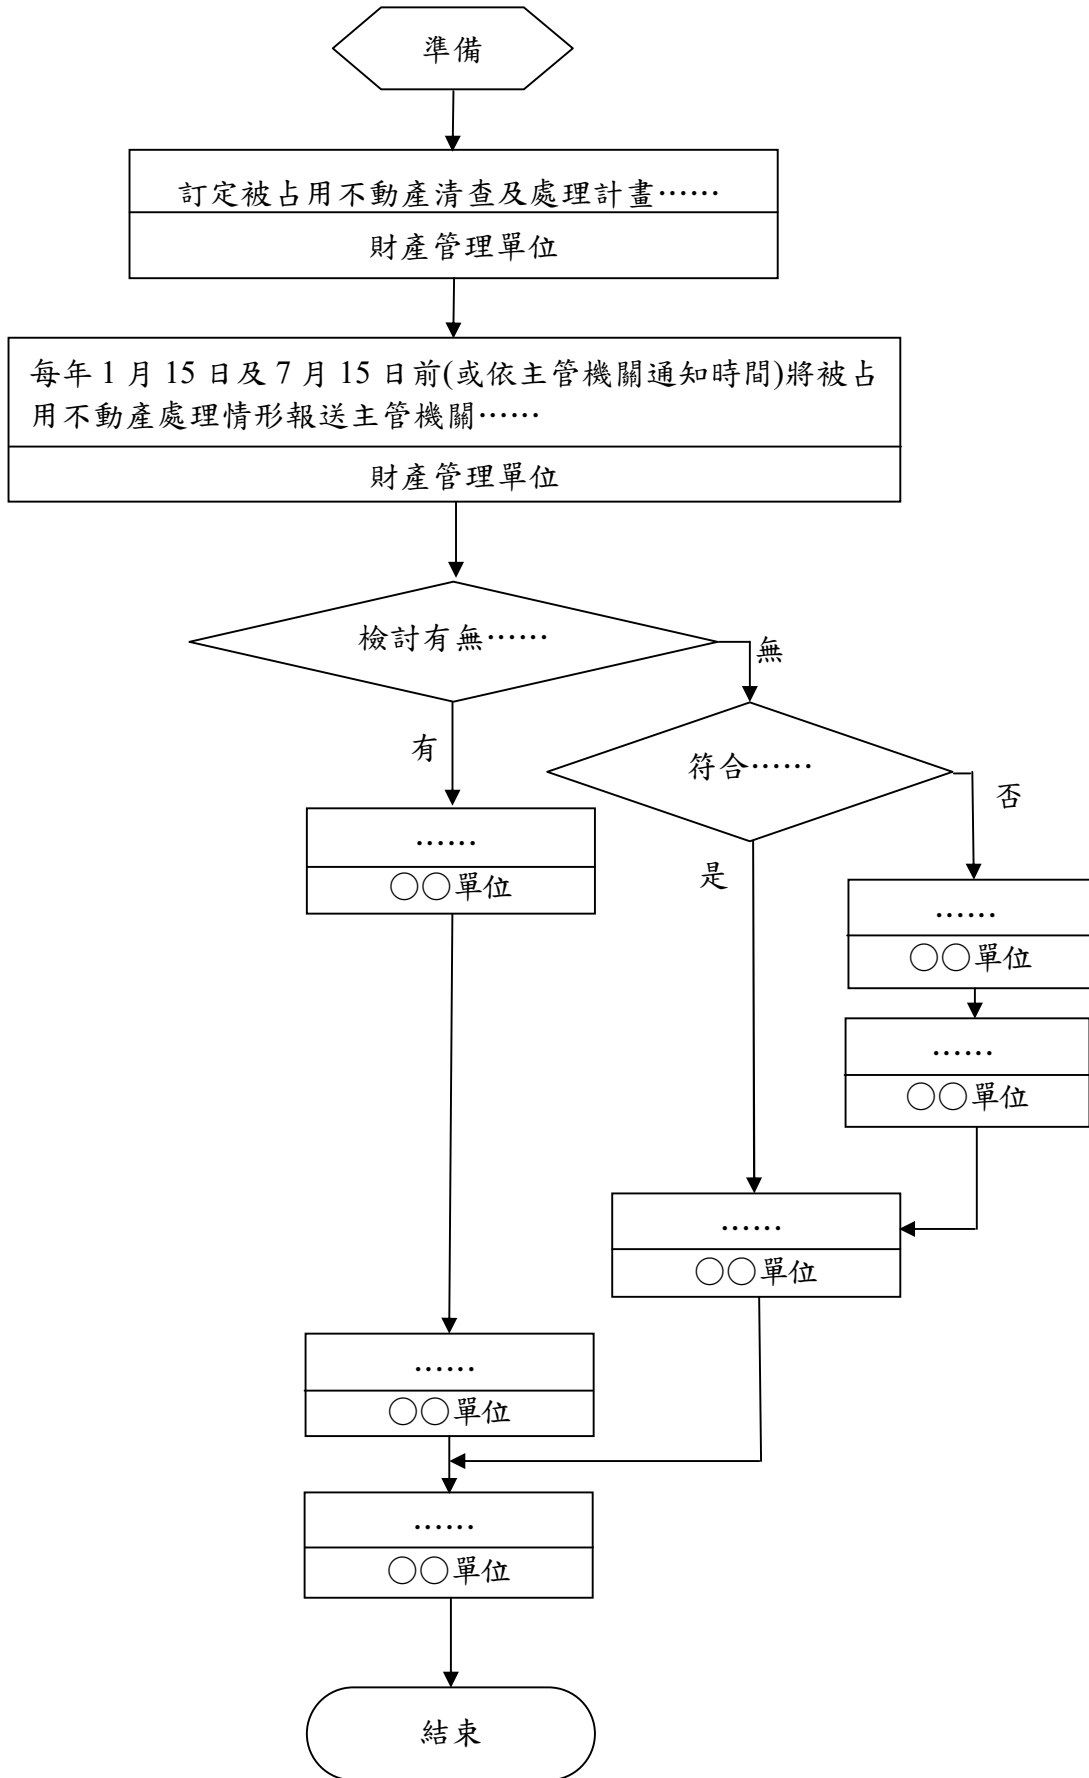 準備
訂定被占用不動產清查及處理計畫⋯⋯
財產管理單位
每年 1 月 15 日及 7 月 15 日前(或依主管機關通知時間)將被占
用不動產處理情形報送主管機關⋯⋯
財產管理單位
檢討有無⋯⋯
無
有
符合⋯⋯
否
是
⋯⋯
○○單位
⋯⋯
○○單位
⋯⋯
○○單位
⋯⋯
○○單位
⋯⋯
○○單位
⋯⋯
○○單位
結束